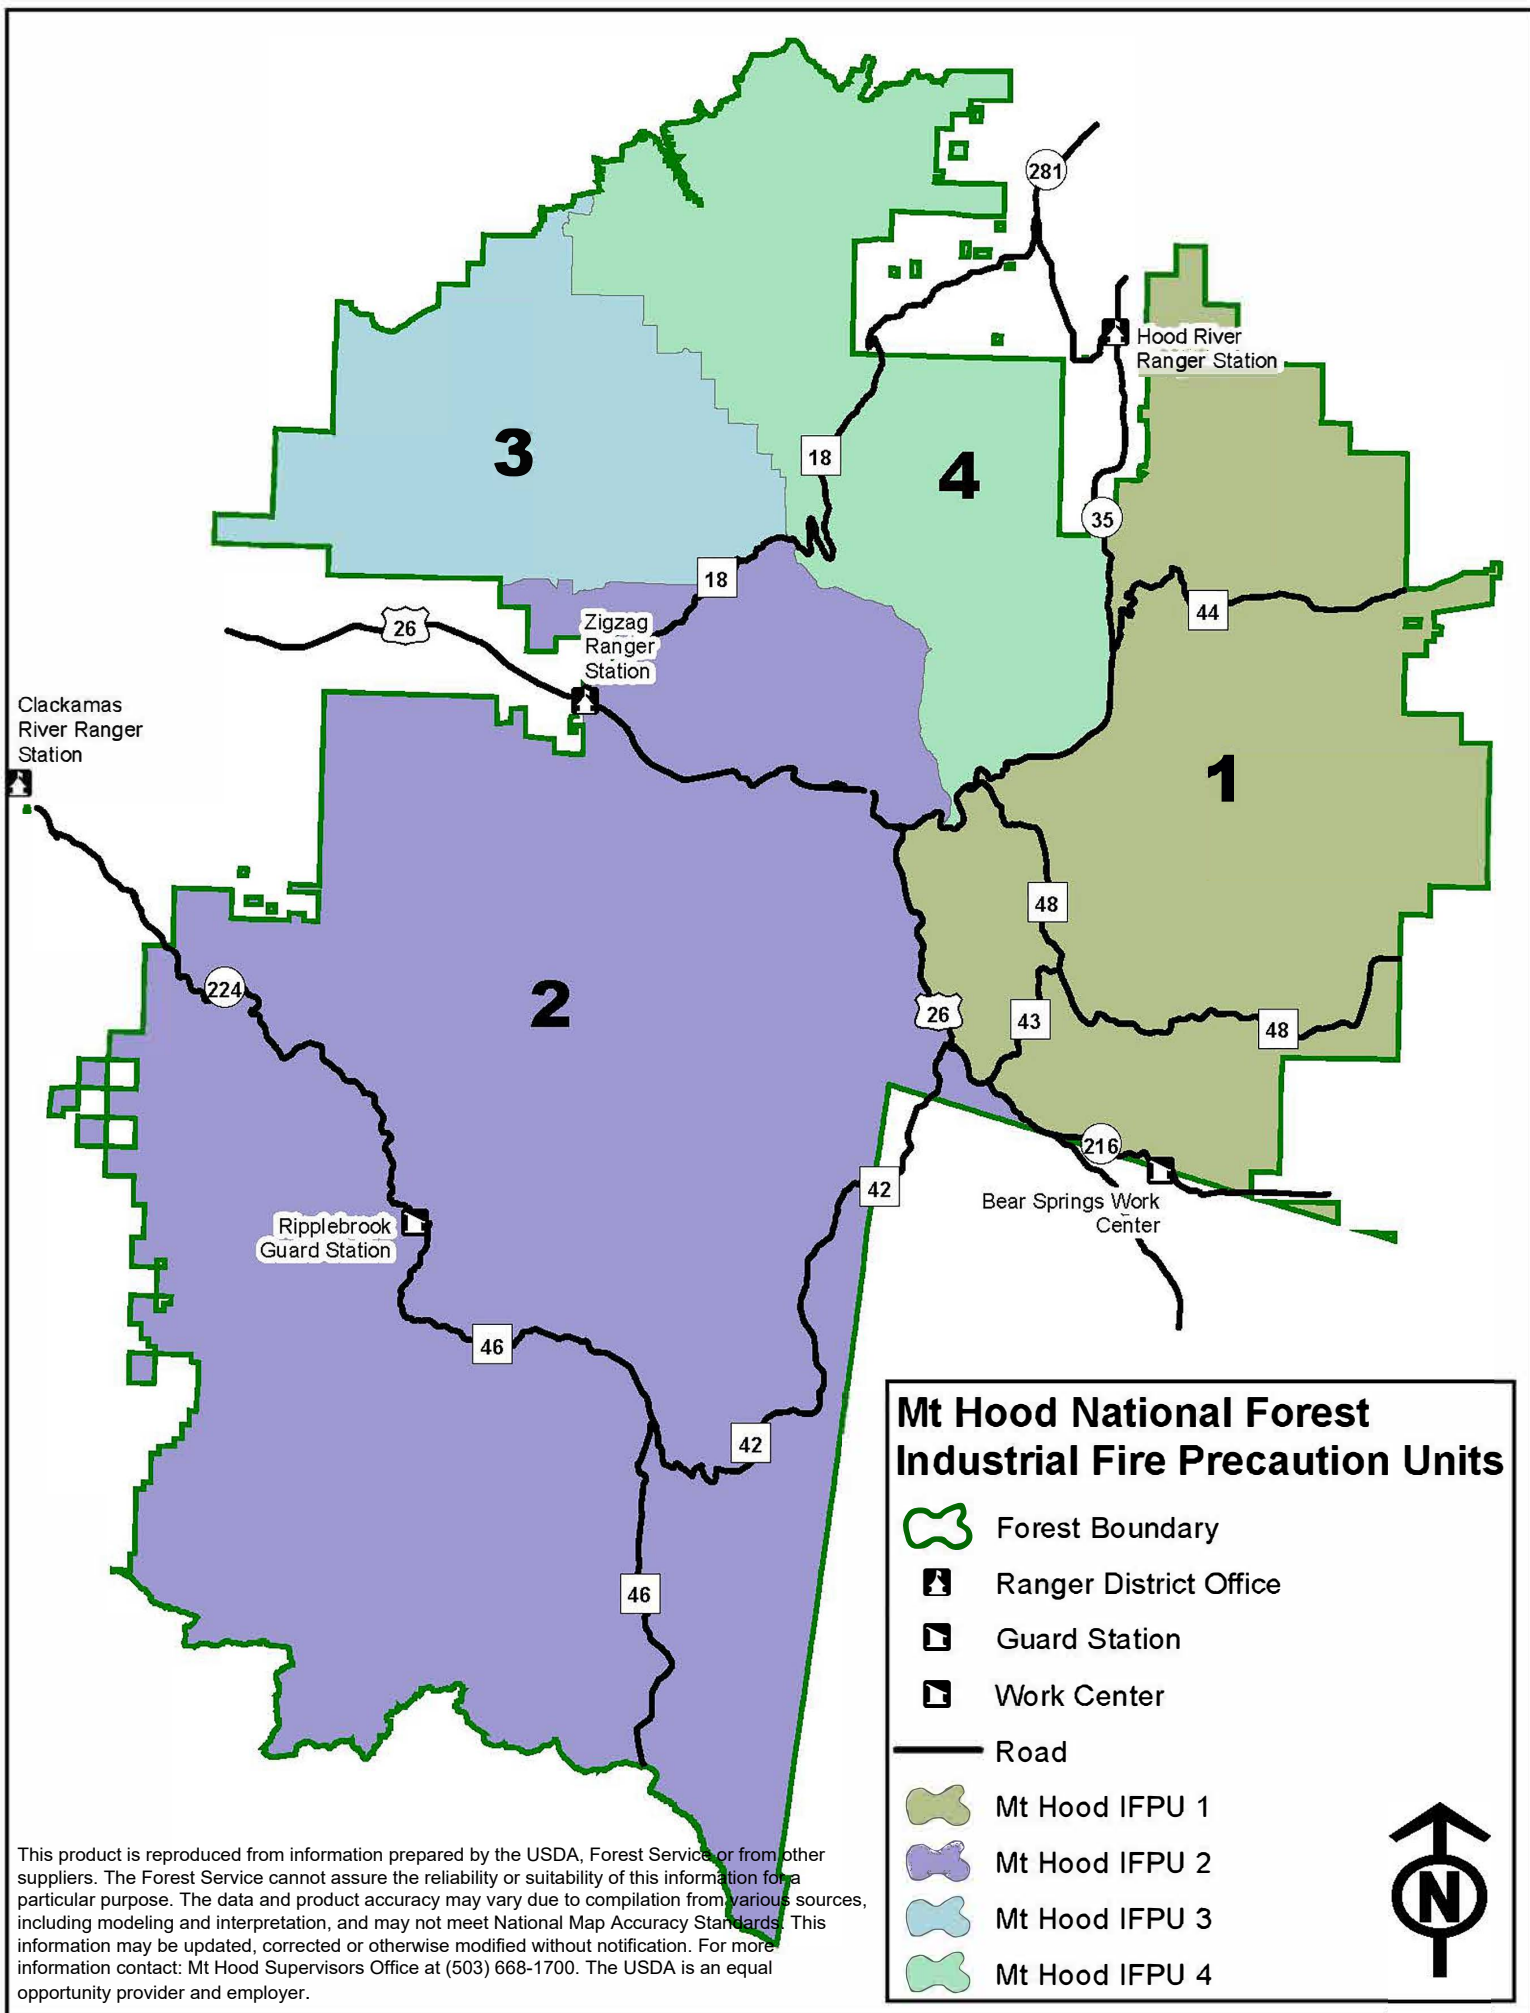 281
Hood River
Ranger Station
3
18
4
35
18
44
26
Zigzag
Ranger
Station
Clackamas
River Ranger
Station
1
48
2
224
26
43
48
216
42
Bear Springs Work
Center
Ripplebrook
Guard Station
46
42
46
Mt Hood National Forest
Industrial Fire Precaution Units
Forest Boundary
Ranger District Office
Guard Station
Work Center
Road
Mt Hood IFPU 1
Mt Hood IFPU 2
Mt Hood IFPU 3
Mt Hood IFPU 4
N
This product is reproduced from information prepared by the USDA, Forest Service or from other
suppliers. The Forest Service cannot assure the reliability or suitability of this information for a
particular purpose. The data and product accuracy may vary due to compilation from various sources,
including modeling and interpretation, and may not meet National Map Accuracy Standards. This
information may be updated, corrected or otherwise modified without notification. For more
information contact: Mt Hood Supervisors Office at (503) 668-1700. The USDA is an equal
opportunity provider and employer.